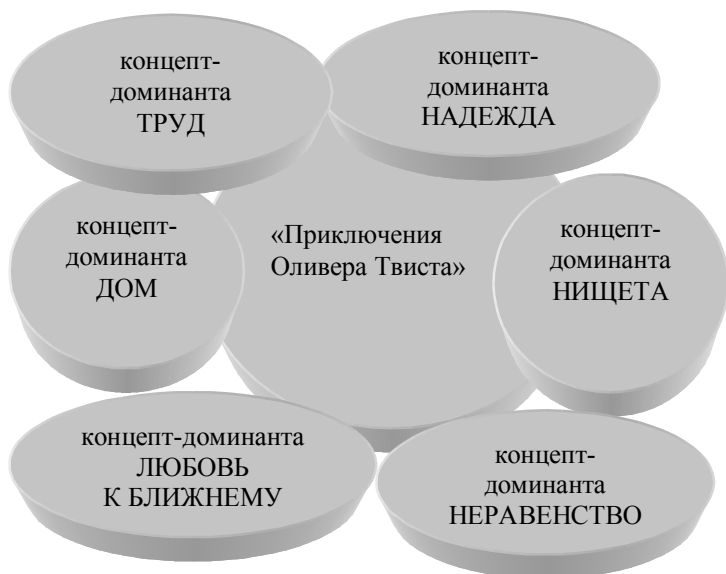 концепт-
доминанта
ТРУД
концепт-
доминанта
НАДЕЖДА
концепт-
доминанта
ДОМ
«Приключения
Оливера Твиста»
концепт-
доминанта
НИЩЕТА
концепт-доминанта
ЛЮБОВЬ
К БЛИЖНЕМУ
концепт-
доминанта
НЕРАВЕНСТВО